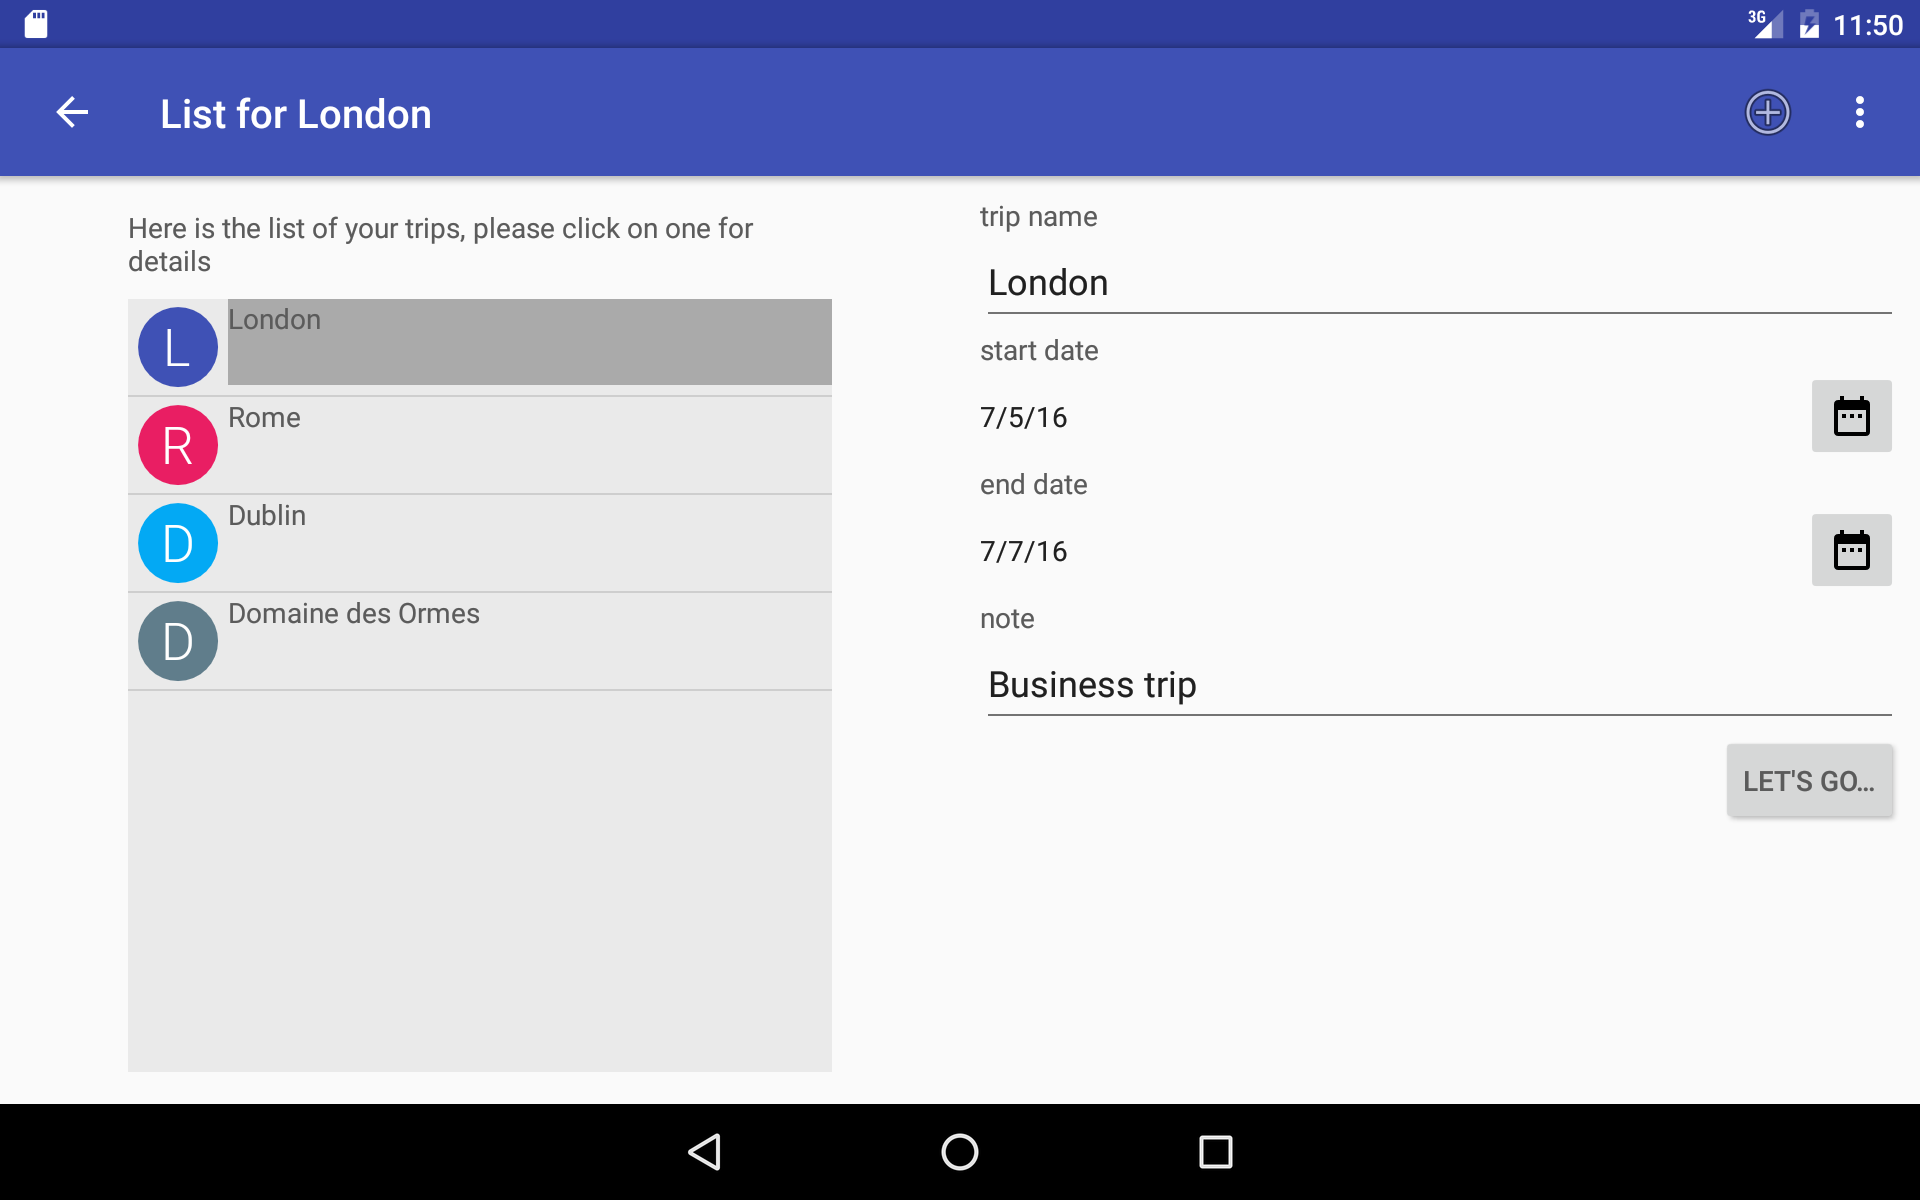 3G 11:50
List for London
Here is the list of your trips, please click on one for
details
L London
R Rome
D Dublin
D Domaine des Ormes
trip name
London
start date
7/5/16
end date
7/7/16
note
Business trip
LET'S GO...